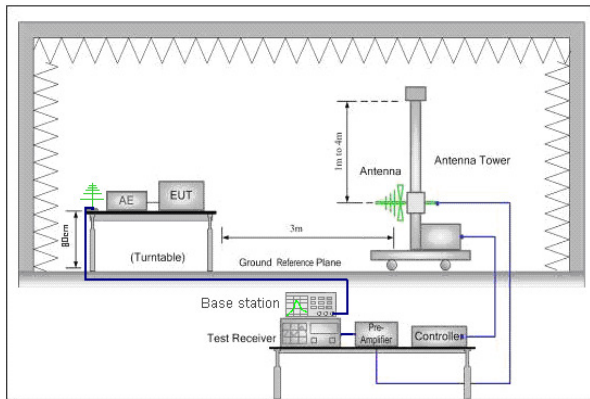 1m to 4m
Antenna
Antenna Tower
AE
EUT
80cm
3m
(Turntable)
Ground Reference Plane
Base station
Test Receiver
Pre-
Amplifier
Controller